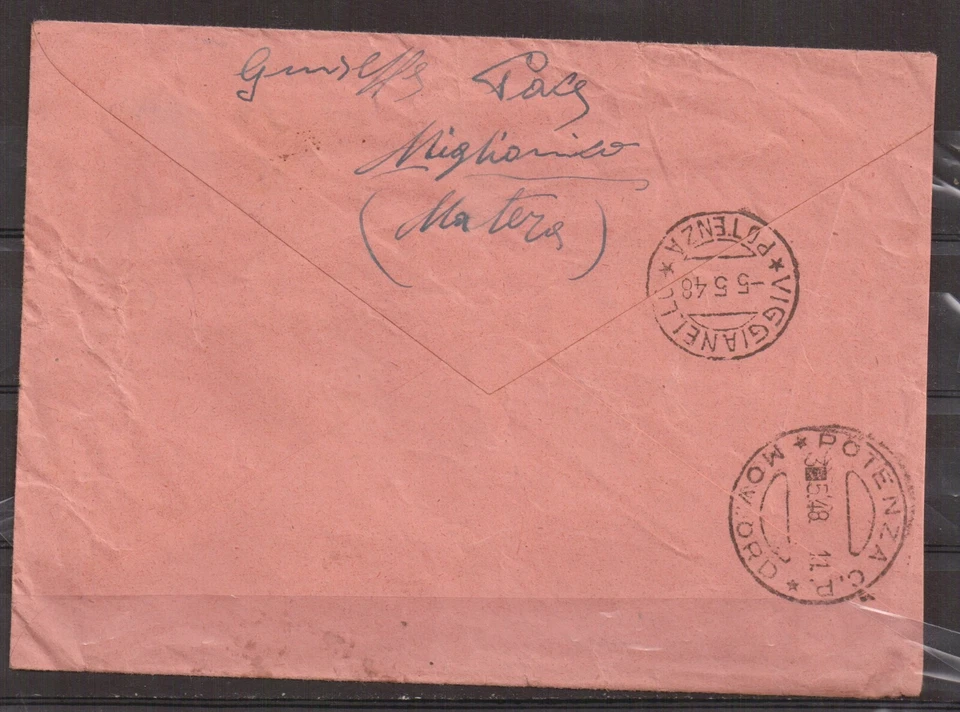 Giuseppe Pace
Miglionico
(Matera)
★ VIGGIANELLO ★ POTENZA
-5 5 48
★ POTENZA C.P. ★ MOV. ORD
3 5.48. 11.